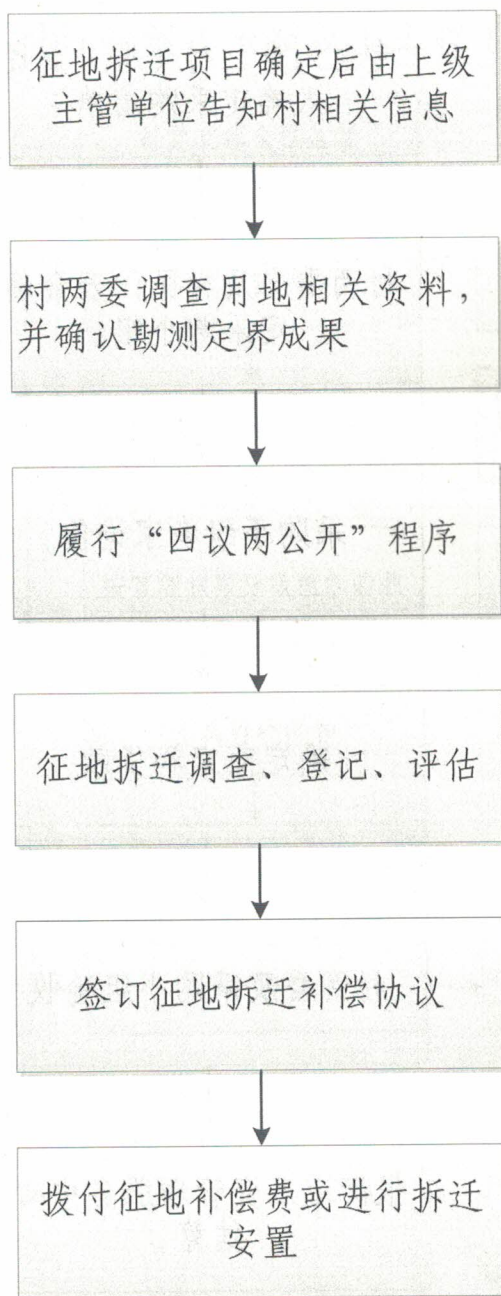 征地拆迁项目确定后由上级
主管单位告知村相关信息
村两委调查用地相关资料，
并确认勘测定界成果
履行“四议两公开”程序
征地拆迁调查、登记、评估
签订征地拆迁补偿协议
拨付征地补偿费或进行拆迁
安置